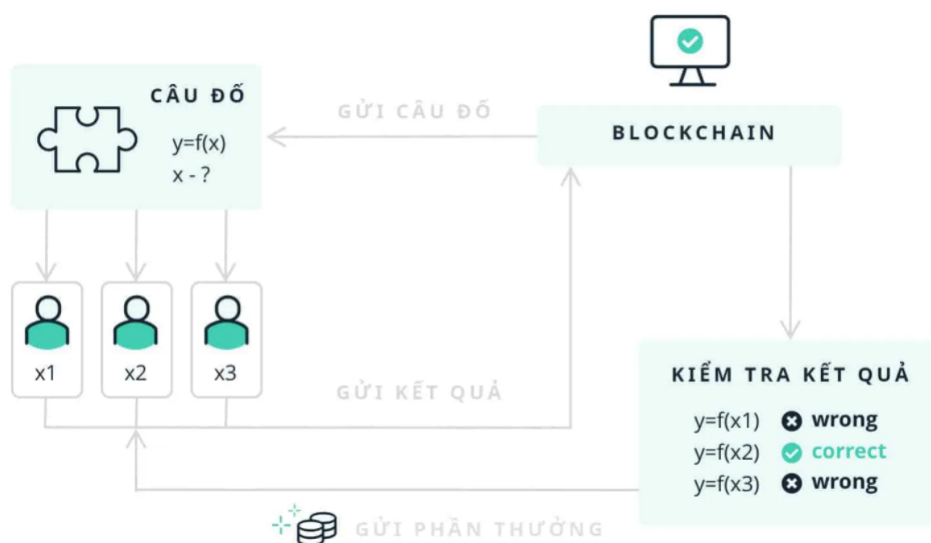 CÂU ĐỐ
y=f(x)
x - ?
GỬI CÂU ĐỐ
BLOCKCHAIN
x1
x2
x3
GỬI KẾT QUẢ
KIỂM TRA KẾT QUẢ
y=f(x1) wrong
y=f(x2) correct
y=f(x3) wrong
GỬI PHẦN THƯỞNG